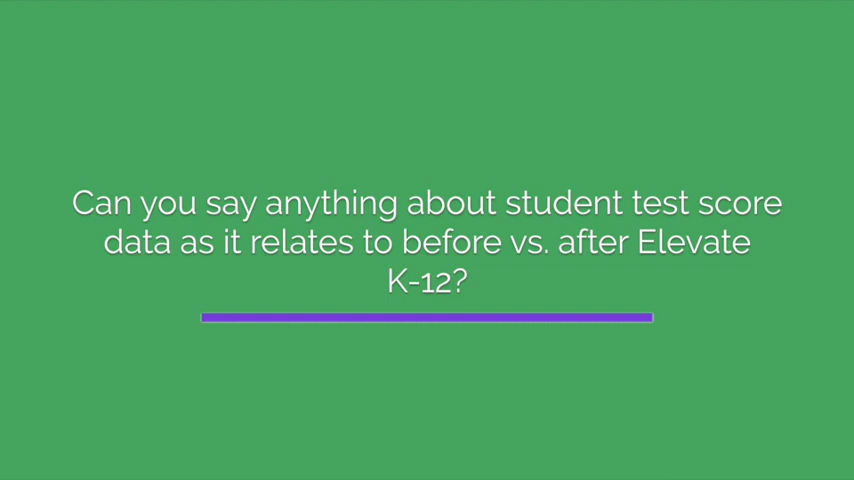 Can you say anything about student test score
data as it relates to before vs. after Elevate
K-12?